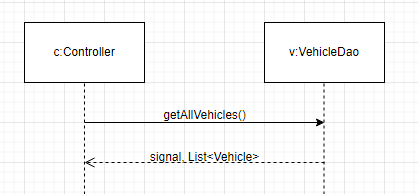 c:Controller
v:VehicleDao
getAllVehicles()
signal, List<Vehicle>